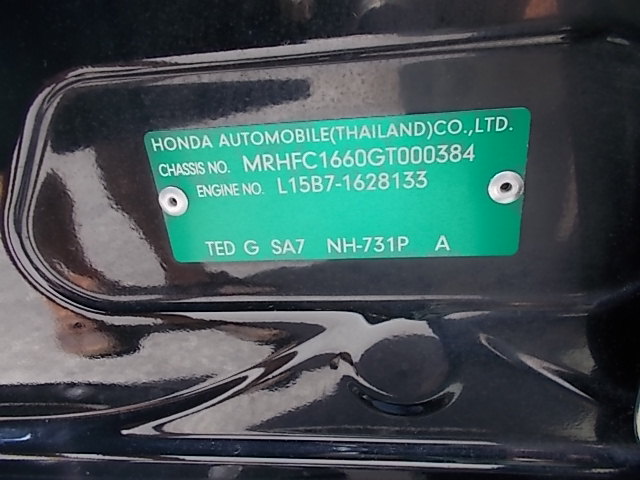 HONDA AUTOMOBILE(THAILAND)CO.,LTD.
CHASSIS NO. MRHFC1660GT000384
ENGINE NO. L15B7-1628133
TED G SA7 NH-731P A